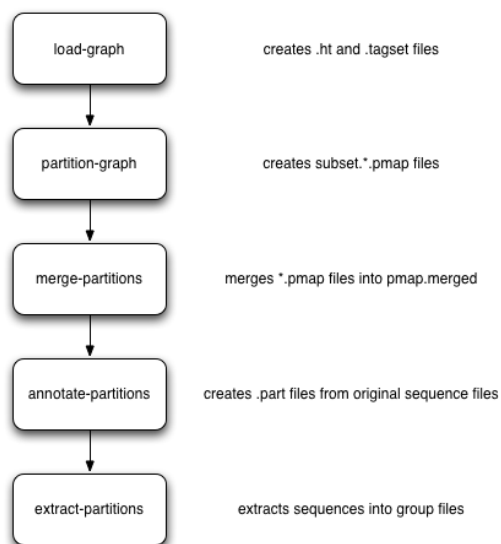 load-graph creates .ht and .tagset files
partition-graph creates subset.*.pmap files
merge-partitions merges *.pmap files into pmap.merged
annotate-partitions creates .part files from original sequence files
extract-partitions extracts sequences into group files